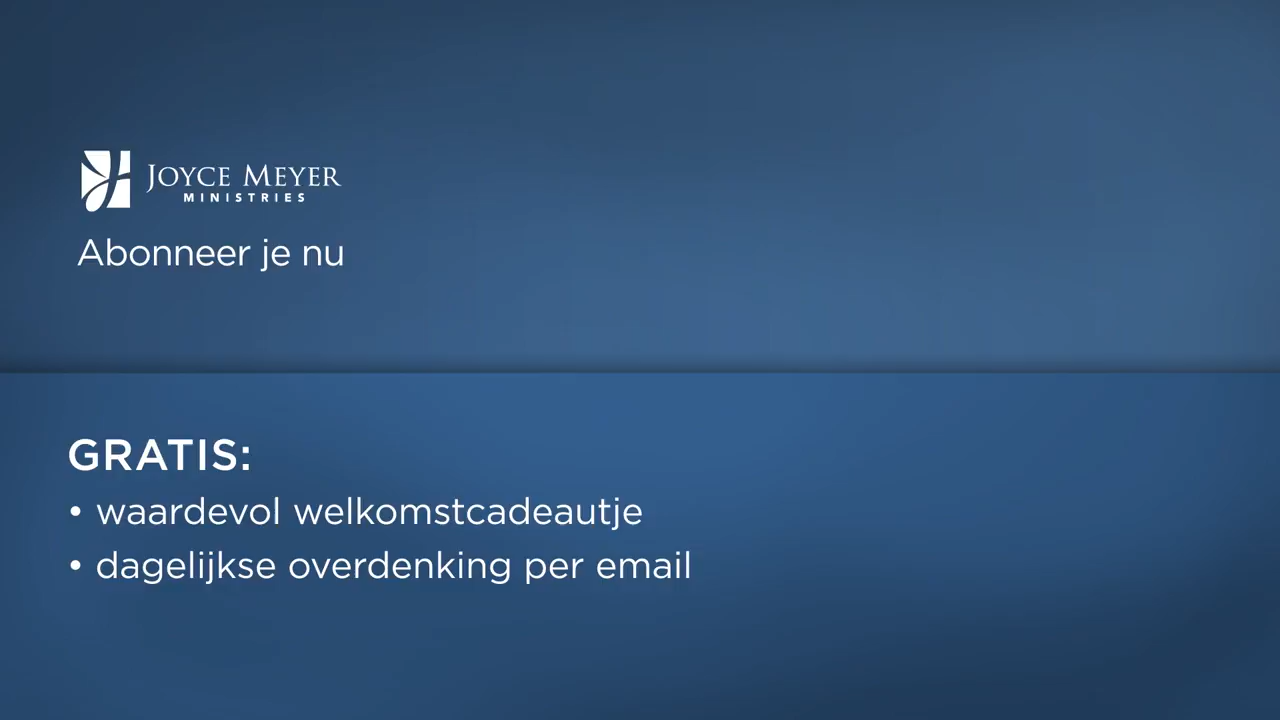 JOYCE MEYER
MINISTRIES
Abonneer je nu
GRATIS:
• waardevol welkomstcadeautje
• dagelijkse overdenking per email